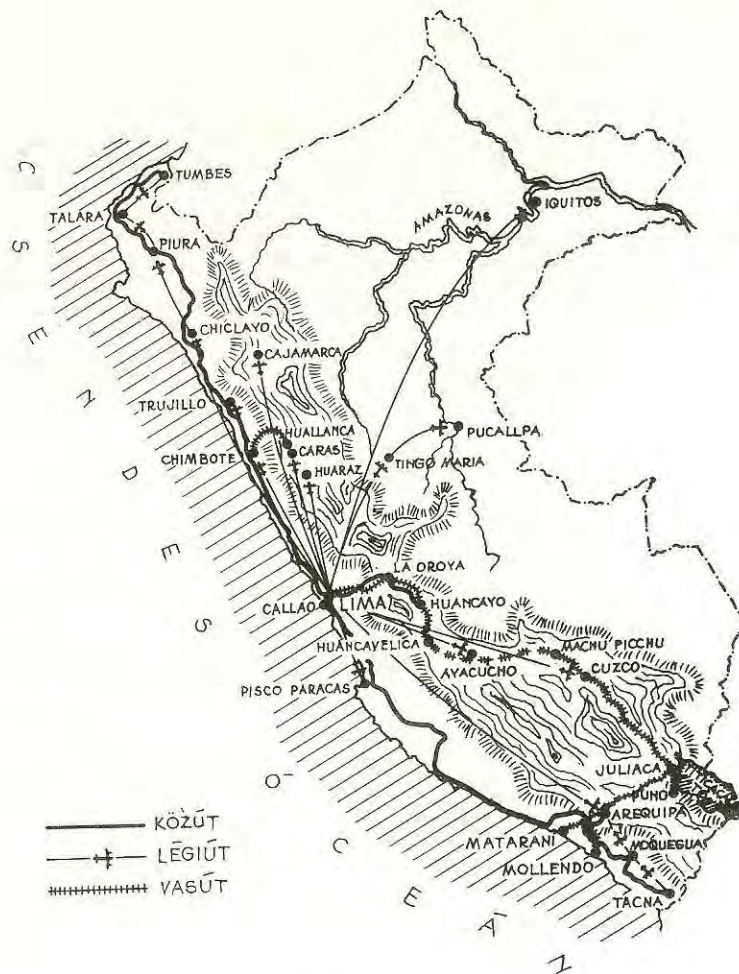 CSENDES ÓCEÁN
TUMBES
TALARA
PIURA
CHICLAYO
CAJAMARCA
TRUJILLO
HUALLANCA
CARAS
CHIMBOTE
HUARAZ
AMAZONAS
IQUITOS
PUCALLPA
TINGO MARIA
LA OROYA
CALLAO
LIMA
HUANCAYO
HUANCAVELICA
MACHU PICCHU
AYACUCHO
CUZCO
PISCO PARACAS
JULIACA
PUNO
AREQUIPA
MATARANI
MOQUEGUA
MOLLENDO
TACNA
KÖZÚT
LÉGIÚT
VASÚT